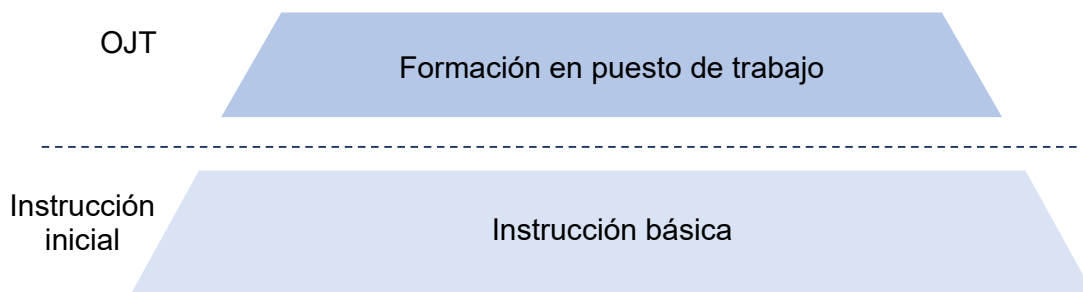 OJT
Formación en puesto de trabajo
Instrucción
inicial
Instrucción básica